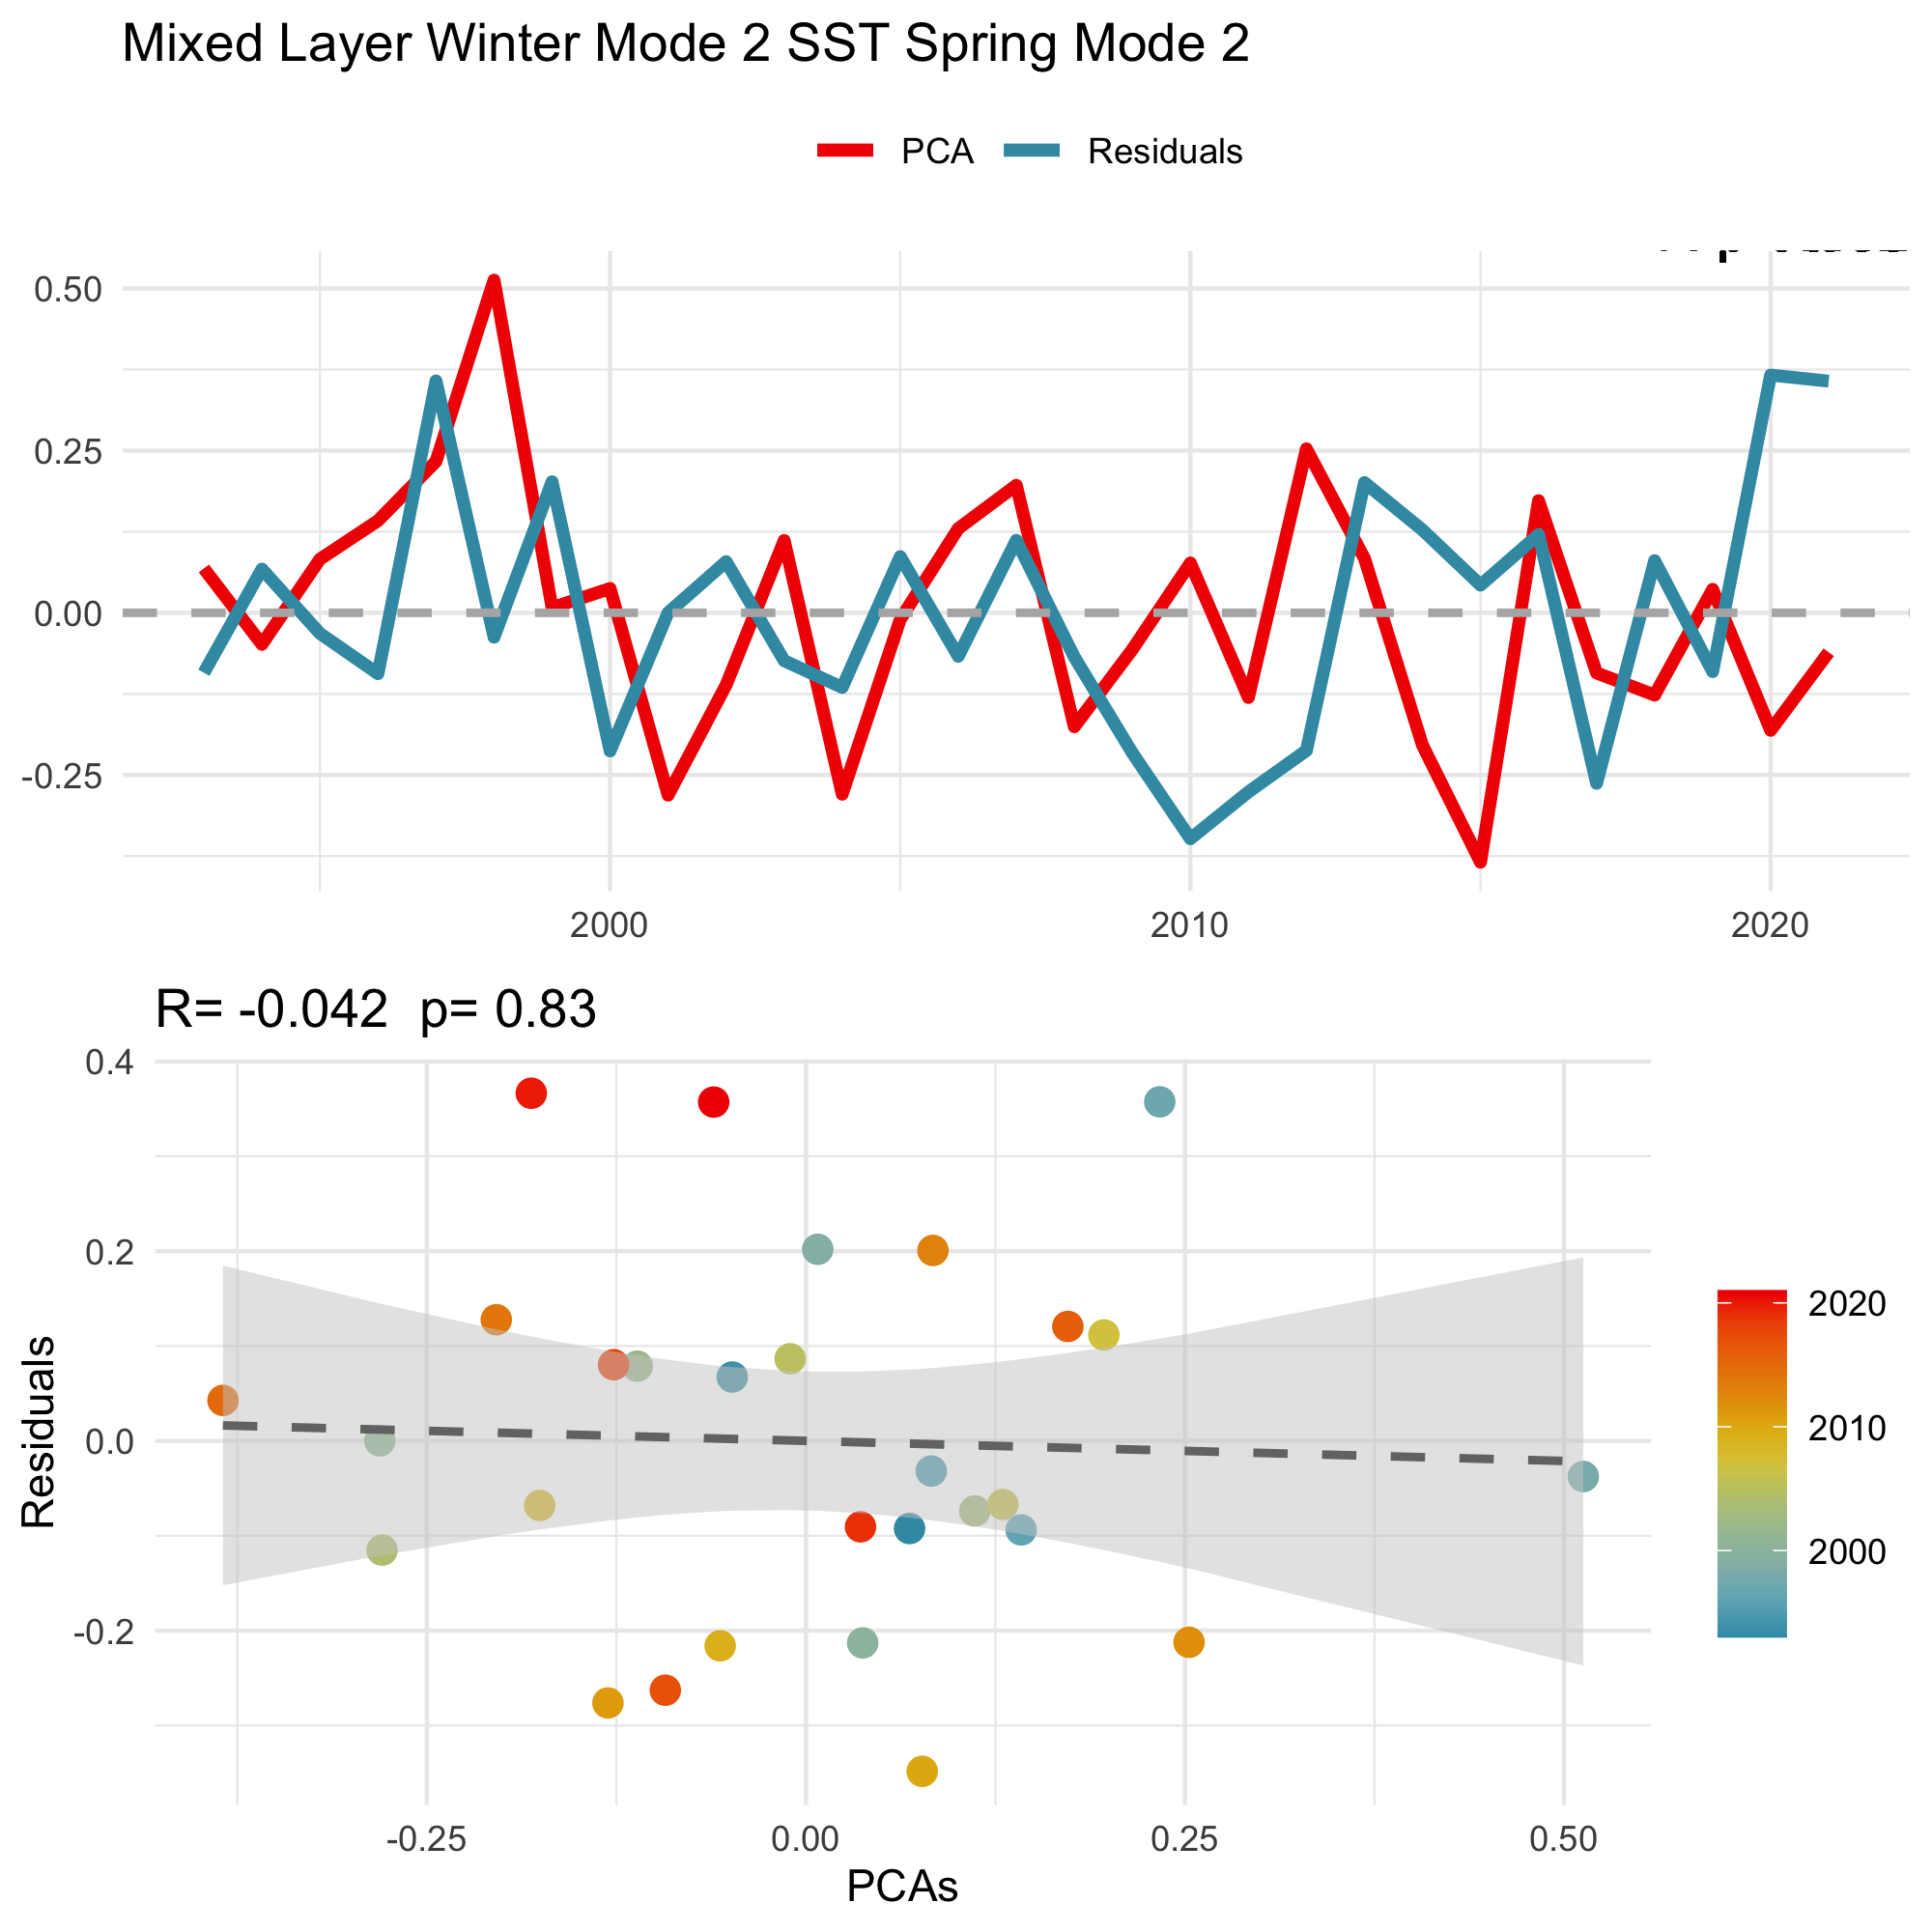 Mixed Layer Winter Mode 2 SST Spring Mode 2
PCA Residuals
0.50
0.25
0.00
-0.25
2000 2010 2020
R= -0.042 p= 0.83
0.4
0.2
0.0
-0.2
Residuals
-0.25 0.00 0.25 0.50
PCAs
2020
2010
2000